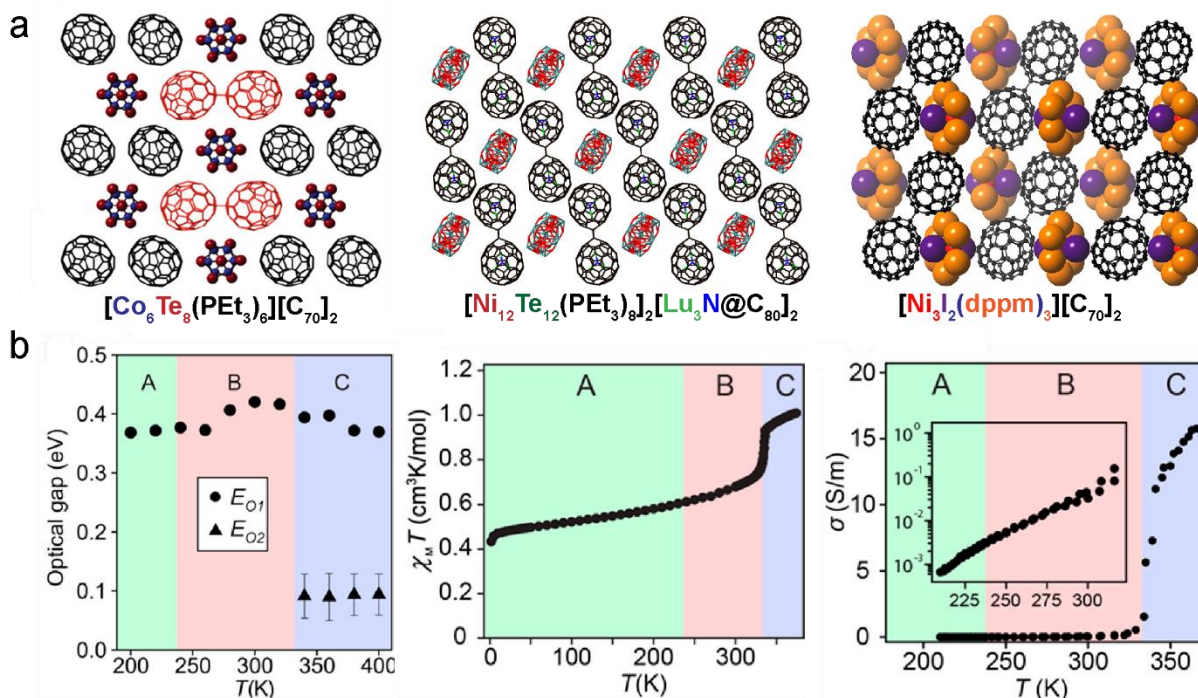 a
[Co₆Te₈(PEt₃)₆][C₇₀]₂
[Ni₁₂Te₁₂(PEt₃)₈]₂[Lu₃N@C₈₀]₂
[Ni₃I₂(dppm)₃][C₇₀]₂
b
Optical gap (eV)
0.5
0.4
0.3
0.2
0.1
0.0
A
B
C
E_O1
E_O2
200
250
300
350
400
T(K)
χ_M T (cm³K/mol)
1.2
1.0
0.8
0.6
0.4
0.2
0
A
B
C
0
100
200
300
T(K)
σ (S/m)
20
15
10
5
0
A
B
C
10⁰
10⁻¹
10⁻²
10⁻³
225
250
275
300
200
250
300
350
T(K)